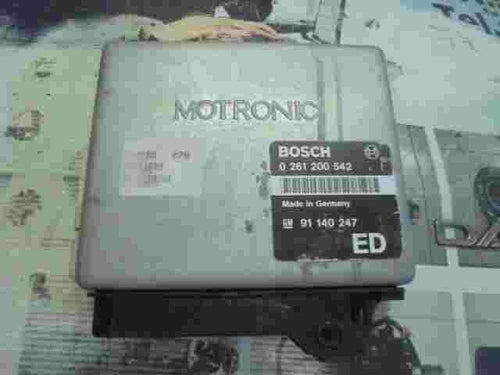 MOTRONIC
BOSCH
0 261 200 542
Made in Germany
GM 91 140 247
ED